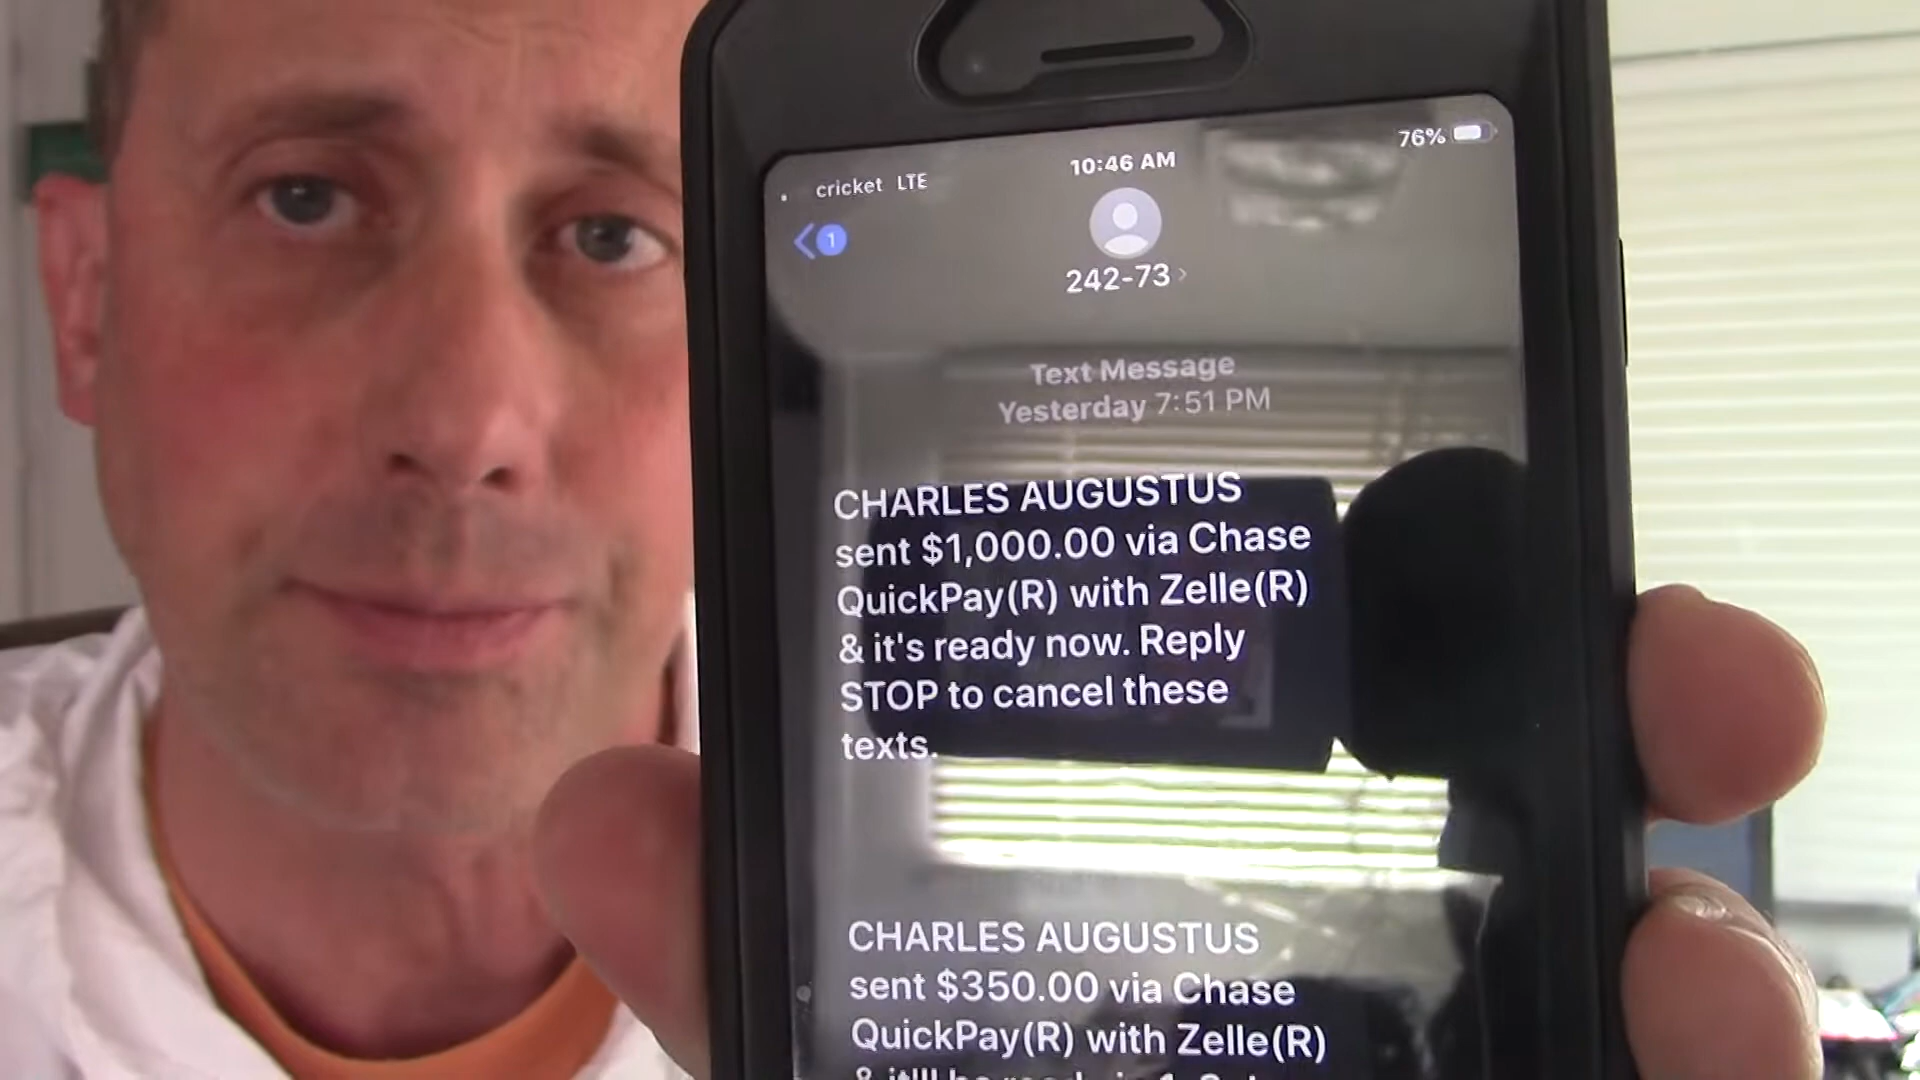 cricket LTE
10:46 AM
76%
1
242-73
Text Message
Yesterday 7:51 PM
CHARLES AUGUSTUS
sent $1,000.00 via Chase
QuickPay(R) with Zelle(R)
& it's ready now. Reply
STOP to cancel these
texts.
CHARLES AUGUSTUS
sent $350.00 via Chase
QuickPay(R) with Zelle(R)